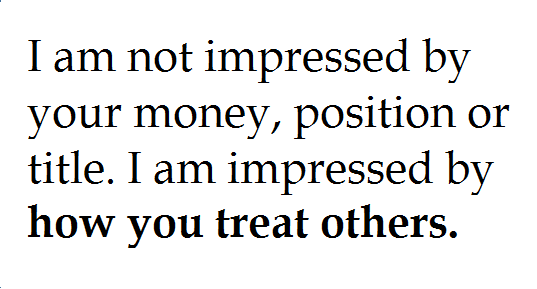 I am not impressed by
your money, position or
title. I am impressed by
how you treat others.